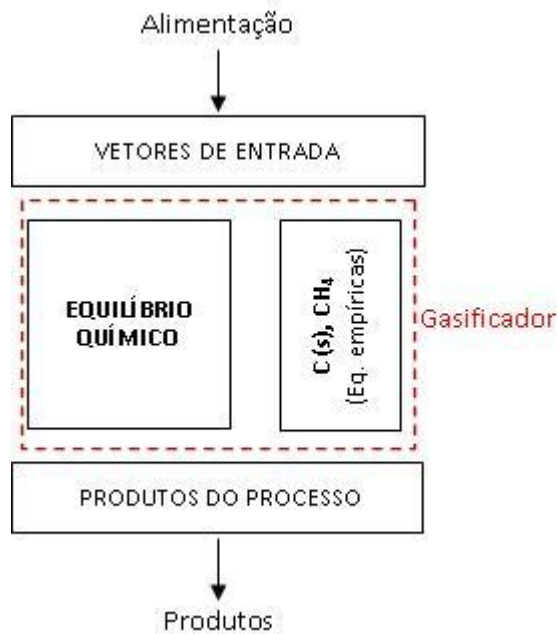 Alimentação
VETORES DE ENTRADA
EQUILÍBRIO
QUÍMICO
C (s), CH₄
(Eq. empíricas)
Gasificador
PRODUTOS DO PROCESSO
Produtos